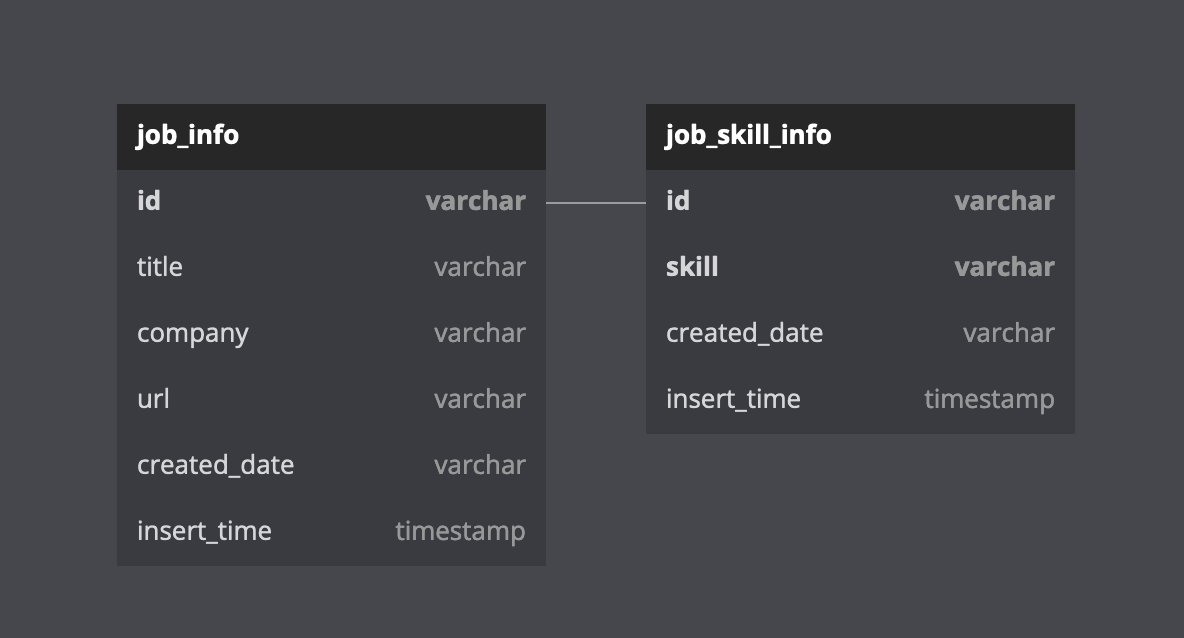 job_info
id varchar
title varchar
company varchar
url varchar
created_date varchar
insert_time timestamp
job_skill_info
id varchar
skill varchar
created_date varchar
insert_time timestamp